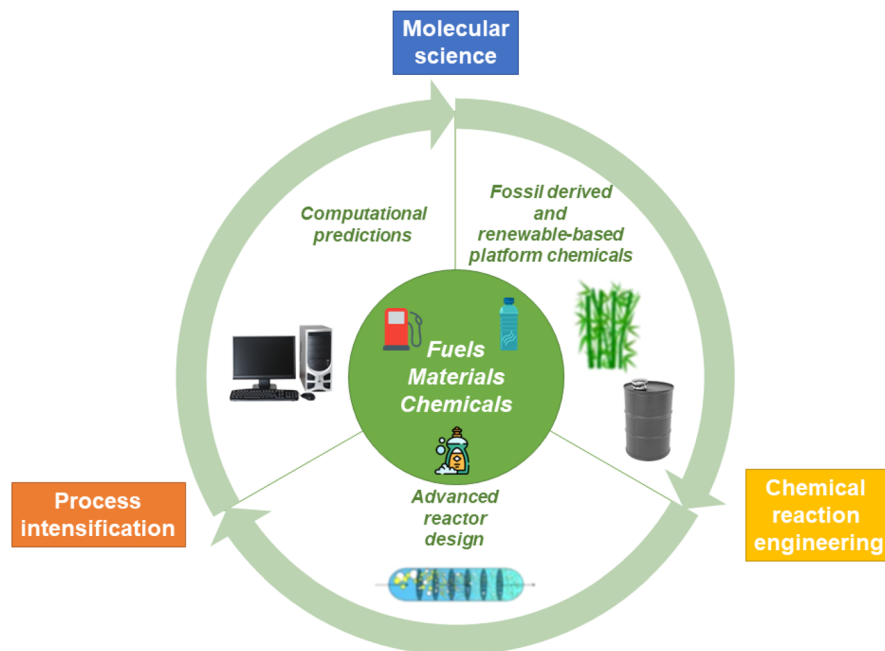 Molecular
science
Computational
predictions
Fossil derived
and
renewable-based
platform chemicals
Fuels
Materials
Chemicals
Process
intensification
Advanced
reactor
design
Chemical
reaction
engineering